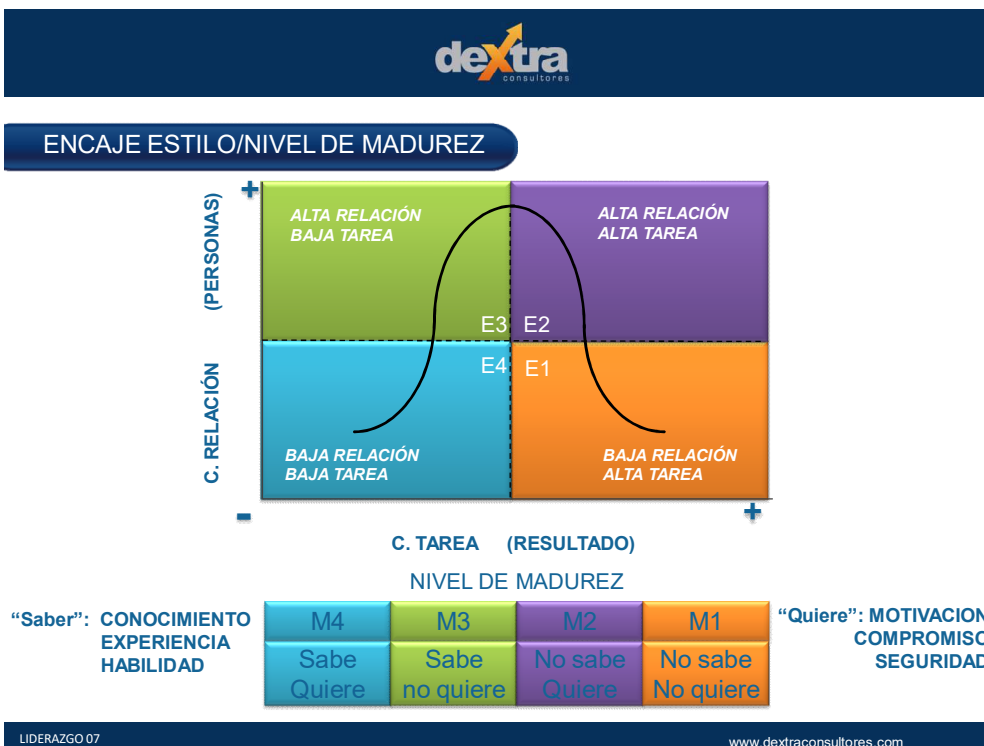 dextra
consultores
ENCAJE ESTILO/NIVEL DE MADUREZ
+
(PERSONAS)
C. RELACIÓN
ALTA RELACIÓN
BAJA TAREA
ALTA RELACIÓN
ALTA TAREA
E3 E2
E4 E1
BAJA RELACIÓN
BAJA TAREA
BAJA RELACIÓN
ALTA TAREA
- +
C. TAREA (RESULTADO)
NIVEL DE MADUREZ
“Saber”: CONOCIMIENTO
EXPERIENCIA
HABILIDAD
M4 M3 M2 M1
Sabe Sabe No sabe No sabe
Quiere no quiere Quiere No quiere
“Quiere”: MOTIVACION
COMPROMISO
SEGURIDAD
LIDERAZGO 07
www.dextraconsultores.com